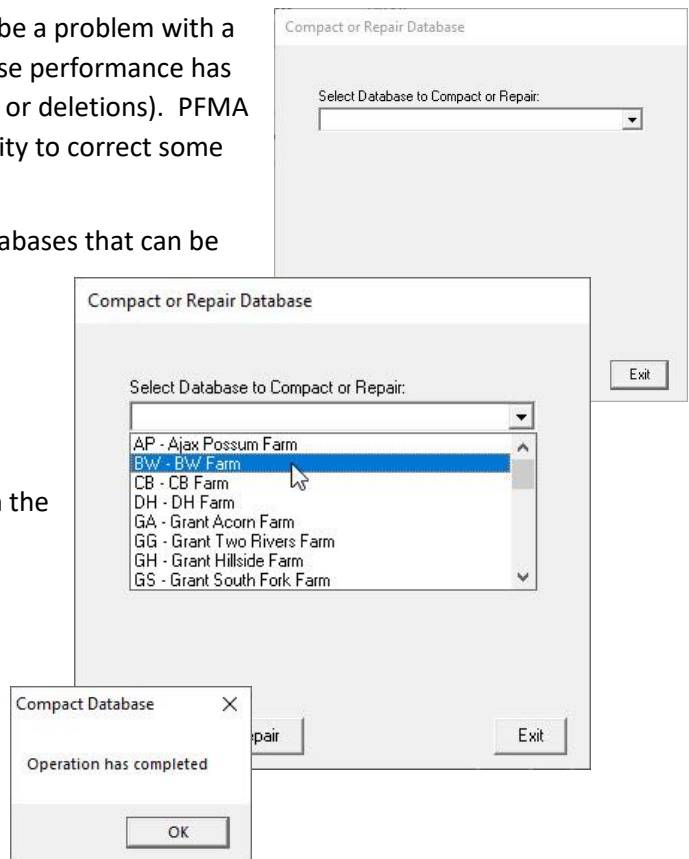 be a problem with a
se performance has
or deletions). PFMA
ity to correct some
abases that can be
the
Compact or Repair Database
Select Database to Compact or Repair:
Exit
Compact or Repair Database
Select Database to Compact or Repair:
AP - Ajax Possum Farm
BW - BW Farm
CB - CB Farm
DH - DH Farm
GA - Grant Acorn Farm
GG - Grant Two Rivers Farm
GH - Grant Hillside Farm
GS - Grant South Fork Farm
pair
Exit
Compact Database
Operation has completed
OK